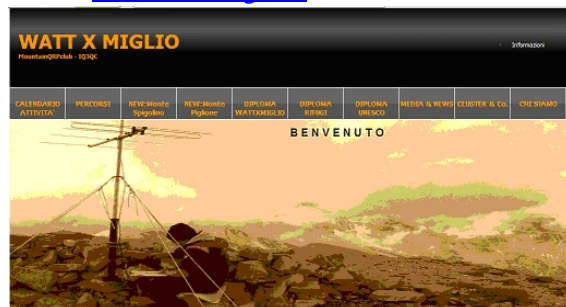 WATT X MIGLIO
MountainQRPclub - IQ3QC
Informazioni
CALENDARIO ATTIVITA'
PERCORSI
NEW:Monte Spigolino
NEW:Monte Piglione
DIPLOMA WATTXMIGLIO
DIPLOMA RIFUGI
DIPLOMA UNESCO
MEDIA & NEWS
CLUSTER & Co.
CHI SIAMO
BENVENUTO